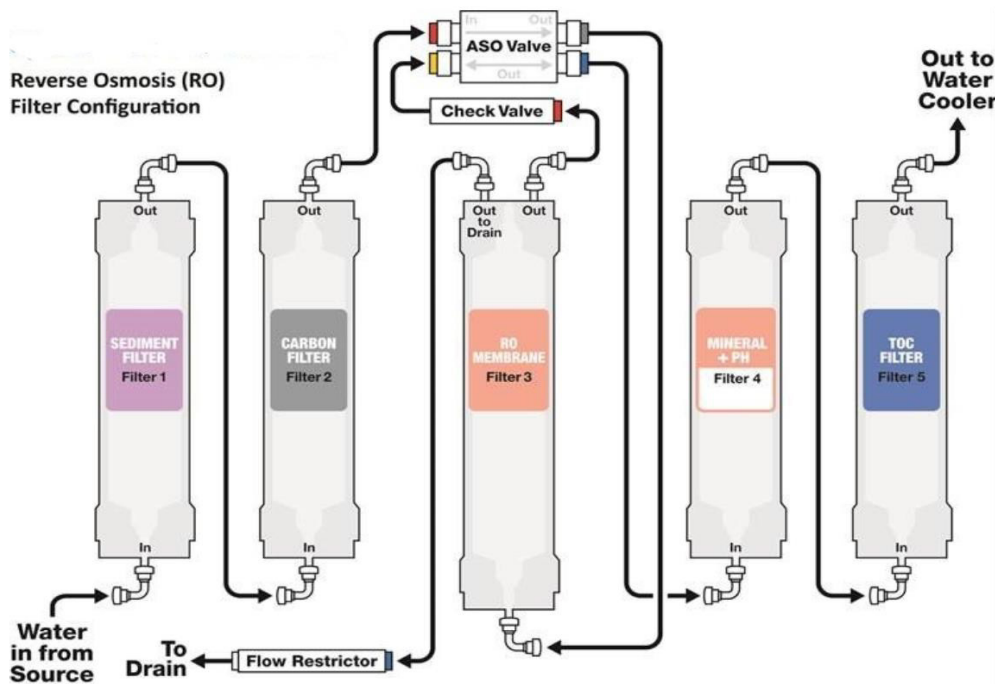 Reverse Osmosis (RO)
Filter Configuration
In
Out
ASO Valve
Out
Check Valve
Out to
Water
Cooler
Out
Out
Out
to
Drain
Out
Out
Out
SEDIMENT
FILTER
Filter 1
CARBON
FILTER
Filter 2
RO
MEMBRANE
Filter 3
MINERAL
+ PH
Filter 4
TOC
FILTER
Filter 5
In
In
In
In
Water
in from
Source
To
Drain
Flow Restrictor